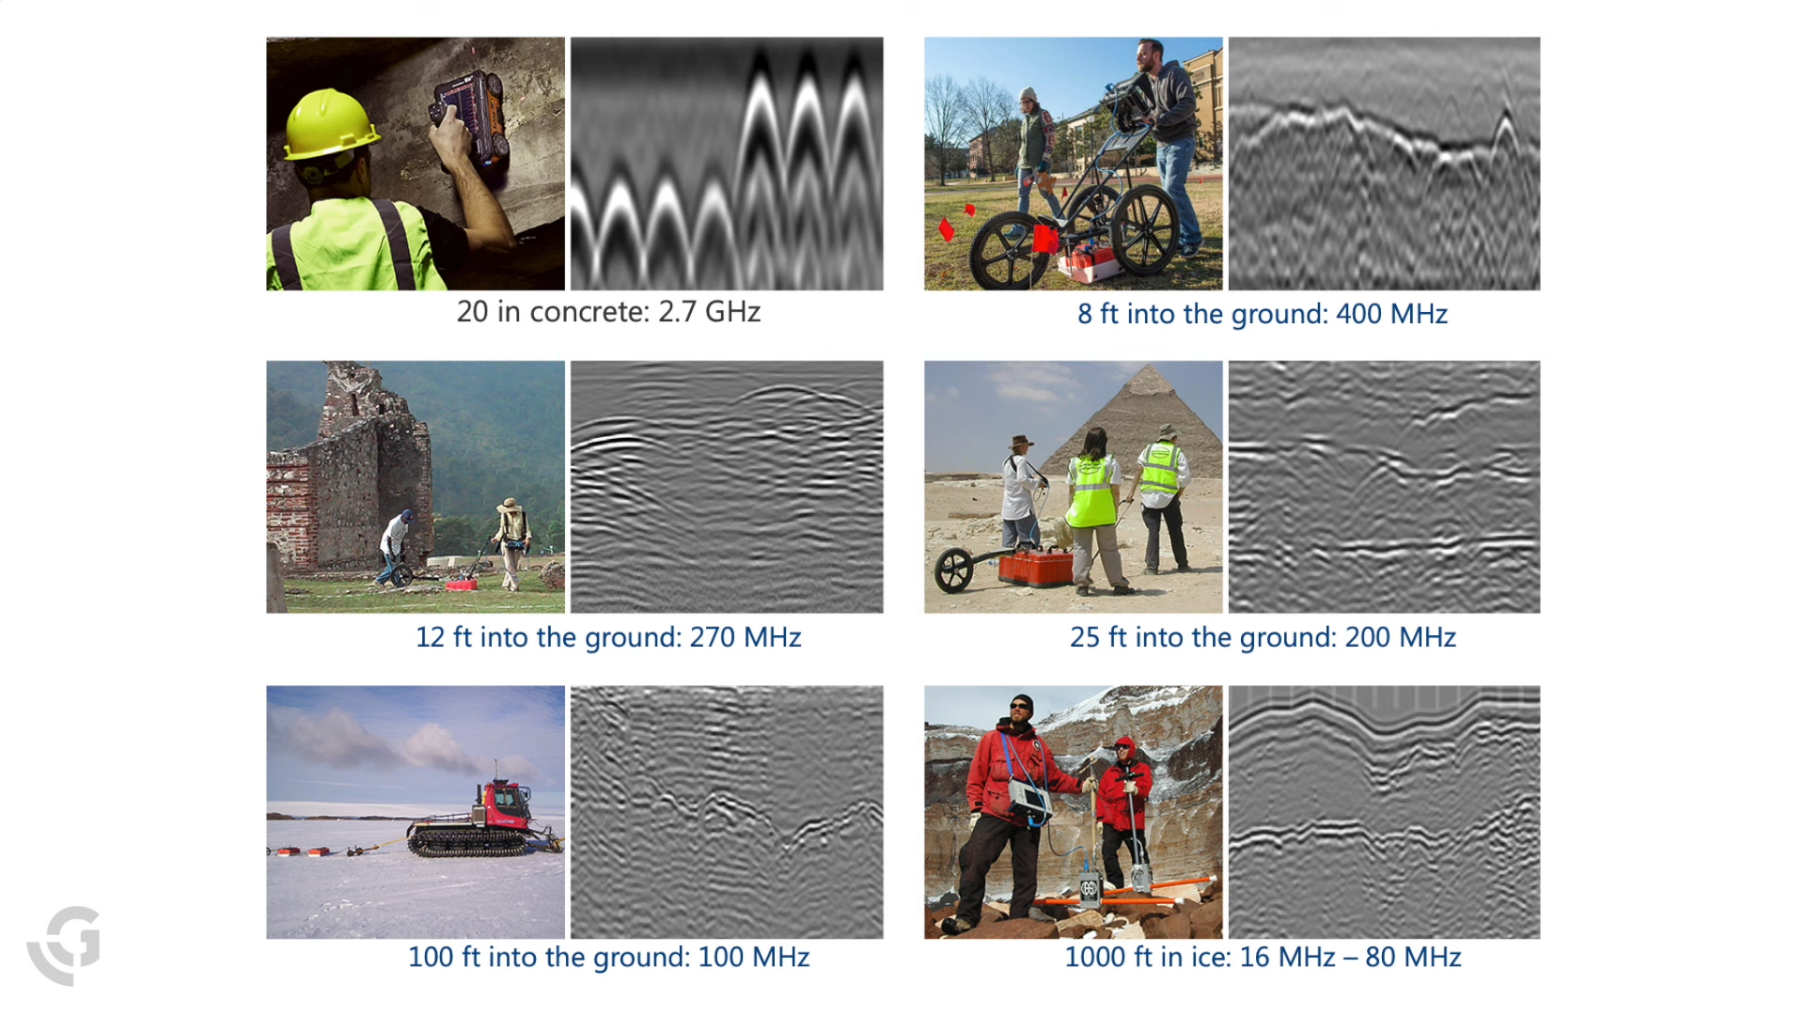 20 in concrete: 2.7 GHz
8 ft into the ground: 400 MHz
12 ft into the ground: 270 MHz
25 ft into the ground: 200 MHz
100 ft into the ground: 100 MHz
1000 ft in ice: 16 MHz – 80 MHz